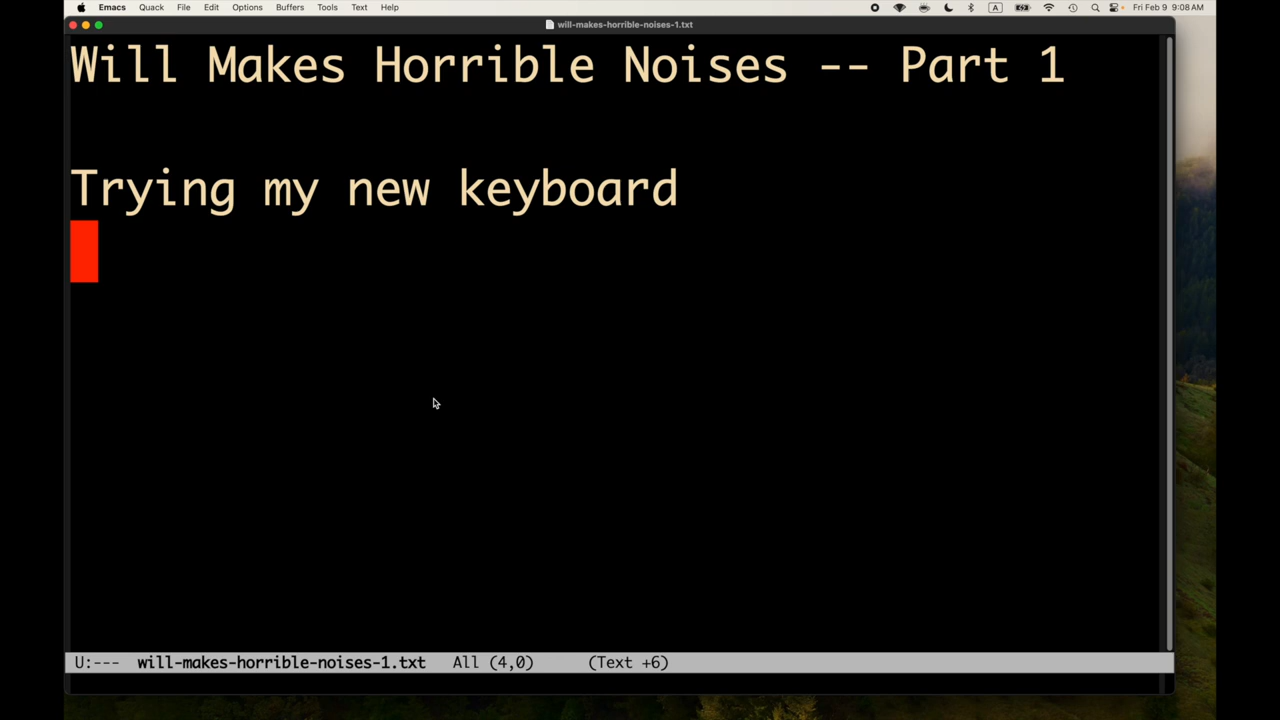 Emacs Quack File Edit Options Buffers Tools Text Help A Fri Feb 9 9:08 AM
will-makes-horrible-noises-1.txt
Will Makes Horrible Noises -- Part 1
Trying my new keyboard
U:--- will-makes-horrible-noises-1.txt All (4,0) (Text +6)